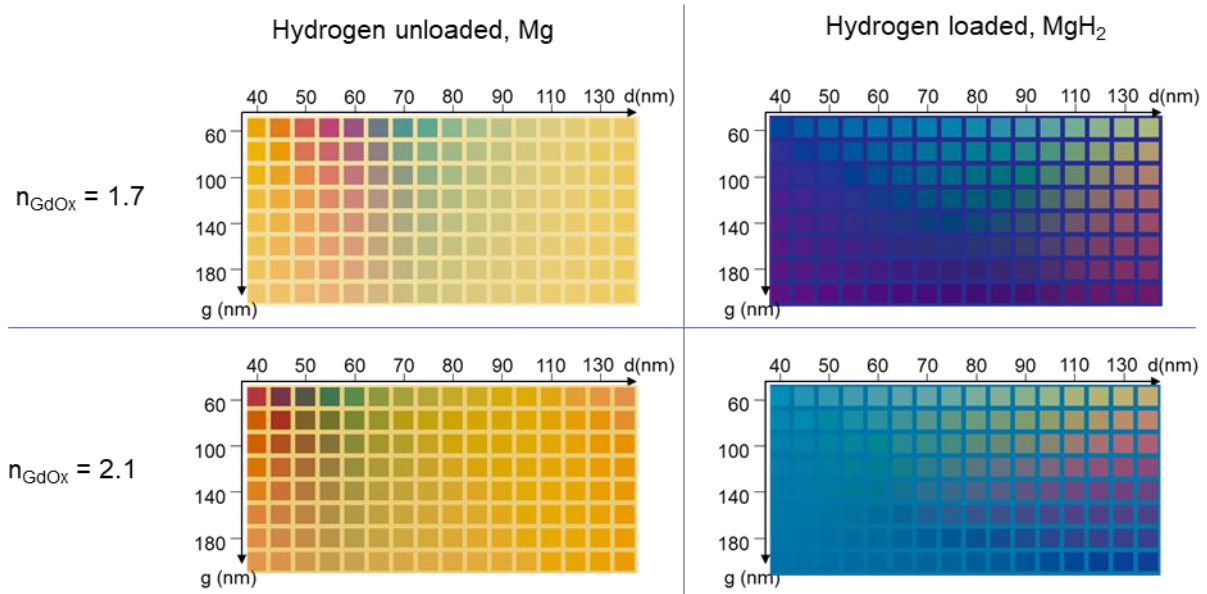 Hydrogen unloaded, Mg
Hydrogen loaded, MgH₂
40 50 60 70 80 90 110 130 d(nm)
40 50 60 70 80 90 110 130 d(nm)
n_GdOx = 1.7
60
100
140
180
g (nm)
60
100
140
180
g (nm)
40 50 60 70 80 90 110 130 d(nm)
40 50 60 70 80 90 110 130 d(nm)
n_GdOx = 2.1
60
100
140
180
g (nm)
60
100
140
180
g (nm)